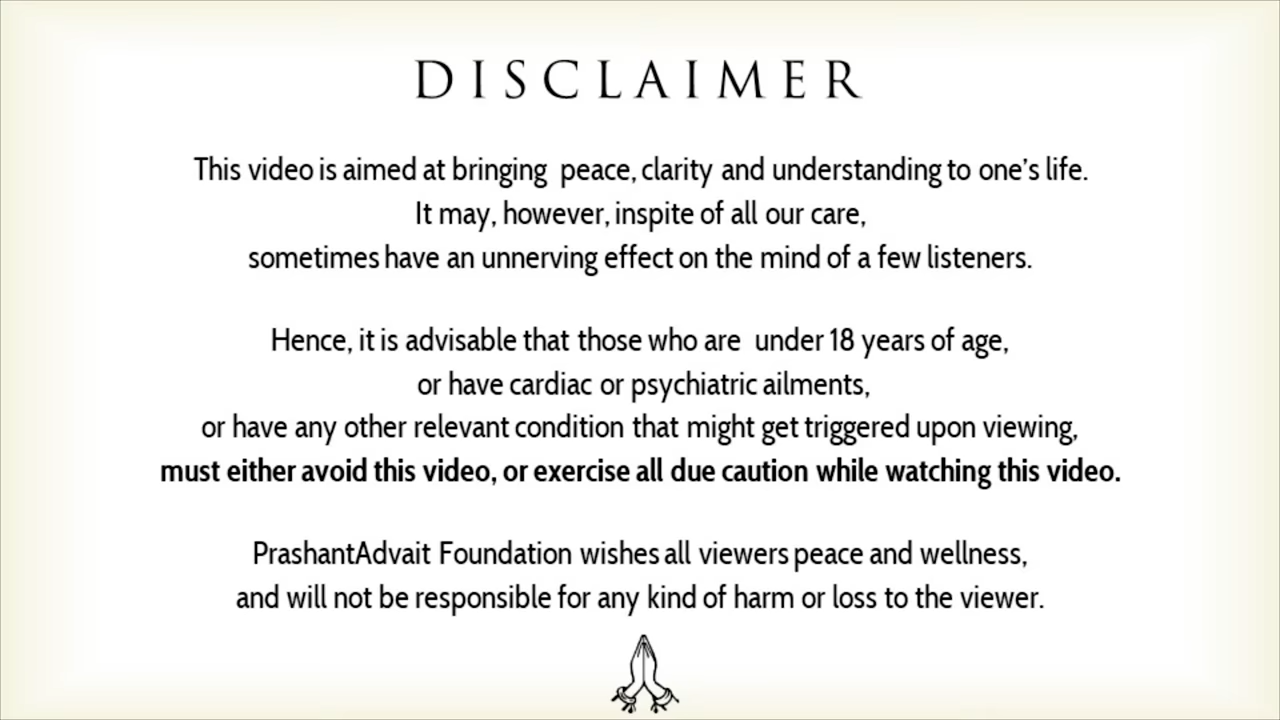 DISCLAIMER
This video is aimed at bringing peace, clarity and understanding to one's life.
It may, however, inspite of all our care,
sometimes have an unnerving effect on the mind of a few listeners.
Hence, it is advisable that those who are under 18 years of age,
or have cardiac or psychiatric ailments,
or have any other relevant condition that might get triggered upon viewing,
must either avoid this video, or exercise all due caution while watching this video.
PrashantAdvait Foundation wishes all viewers peace and wellness,
and will not be responsible for any kind of harm or loss to the viewer.